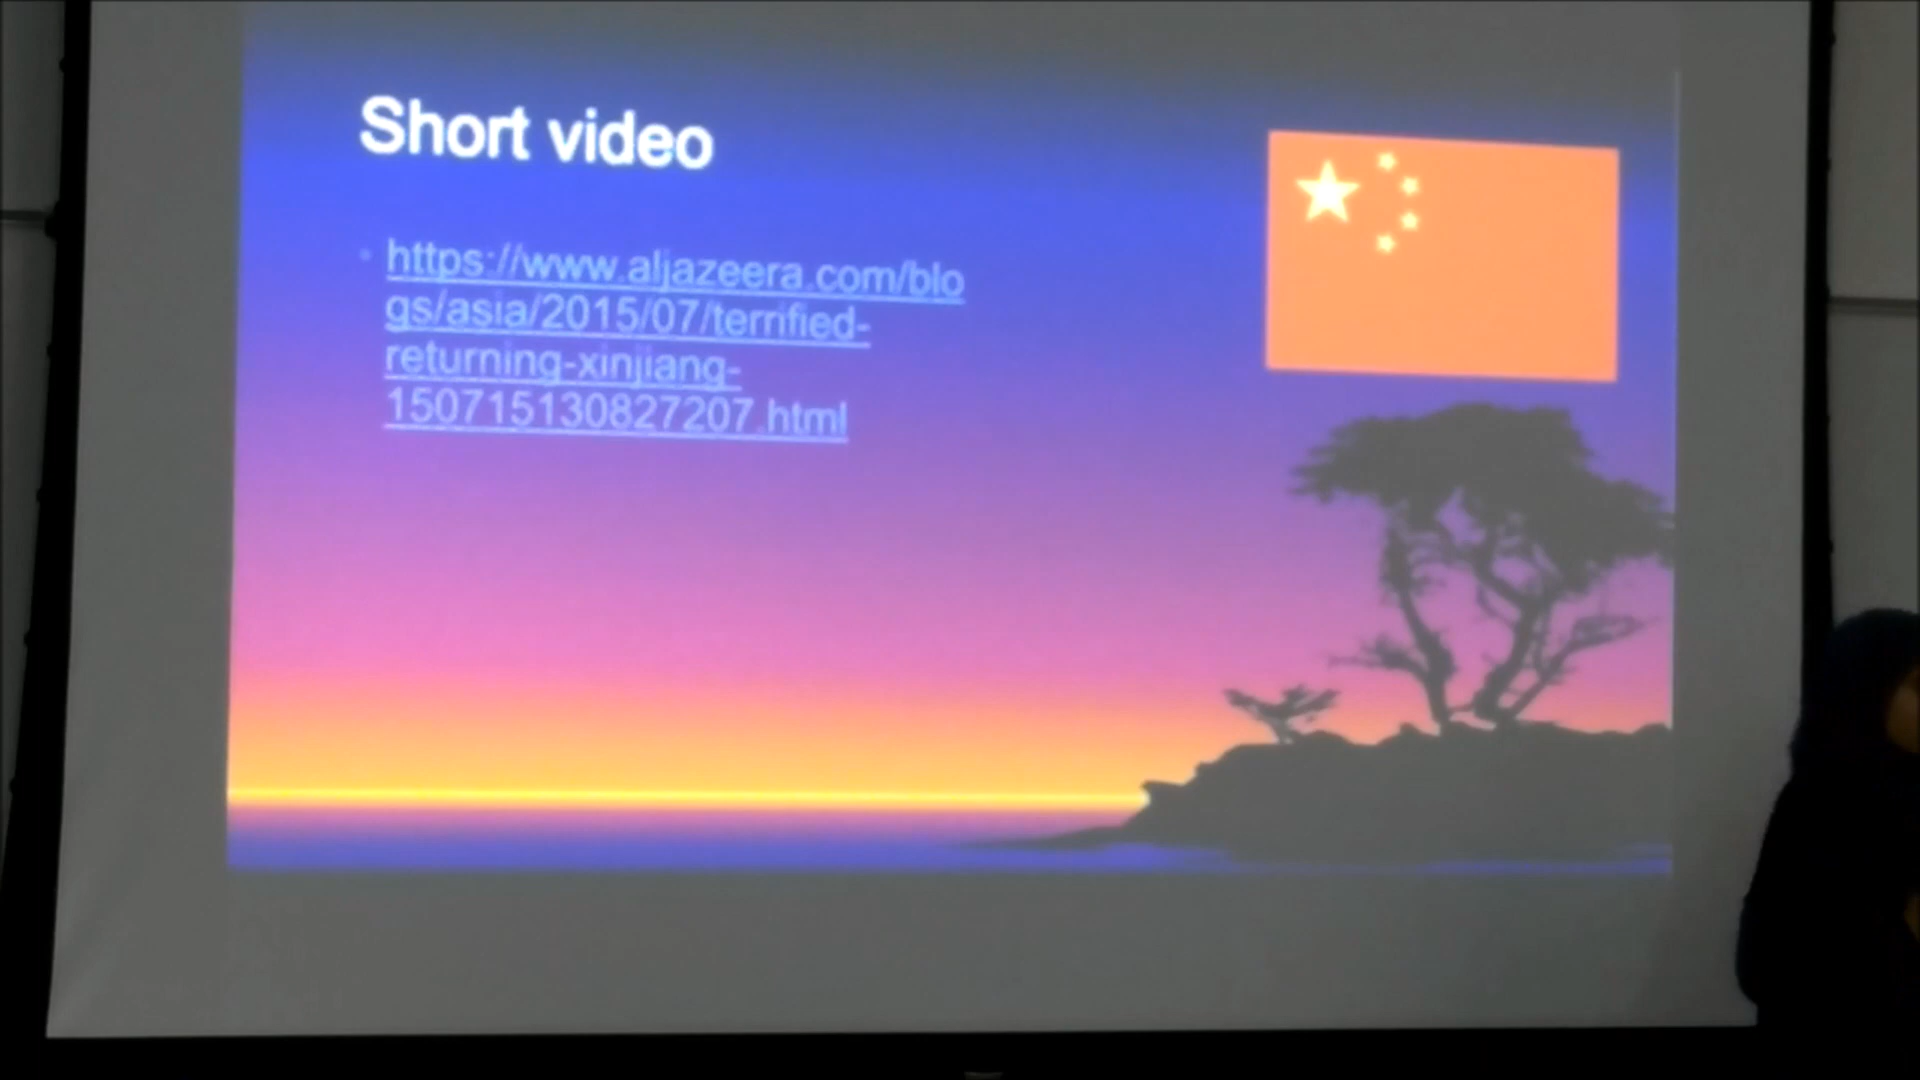 Short video
https://www.aljazeera.com/blo
gs/asia/2015/07/terrified-
returning-xinjiang-
150715130827207.html